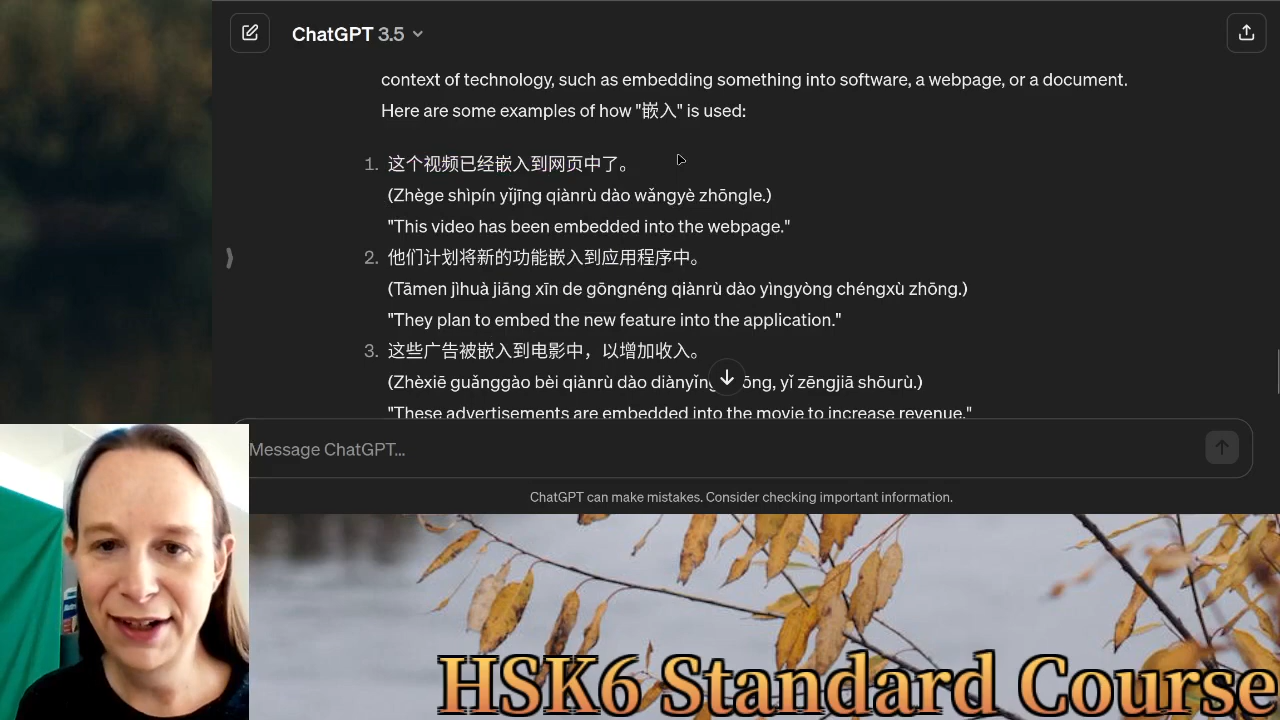 ChatGPT 3.5
context of technology, such as embedding something into software, a webpage, or a document.
Here are some examples of how "嵌入" is used:
1. 这个视频已经嵌入到网页中了。
(Zhège shìpín yǐjīng qiànrù dào wǎngyè zhōngle.)
"This video has been embedded into the webpage."
2. 他们计划将新的功能嵌入到应用程序中。
(Tāmen jìhuà jiāng xīn de gōngnéng qiànrù dào yìngyòng chéngxù zhōng.)
"They plan to embed the new feature into the application."
3. 这些广告被嵌入到电影中，以增加收入。
(Zhèxiē guǎnggào bèi qiànrù dào diànyǐng ōng, yǐ zēngjiā shōurù.)
"These advertisements are embedded into the movie to increase revenue."
Message ChatGPT...
ChatGPT can make mistakes. Consider checking important information.
HSK6 Standard Course